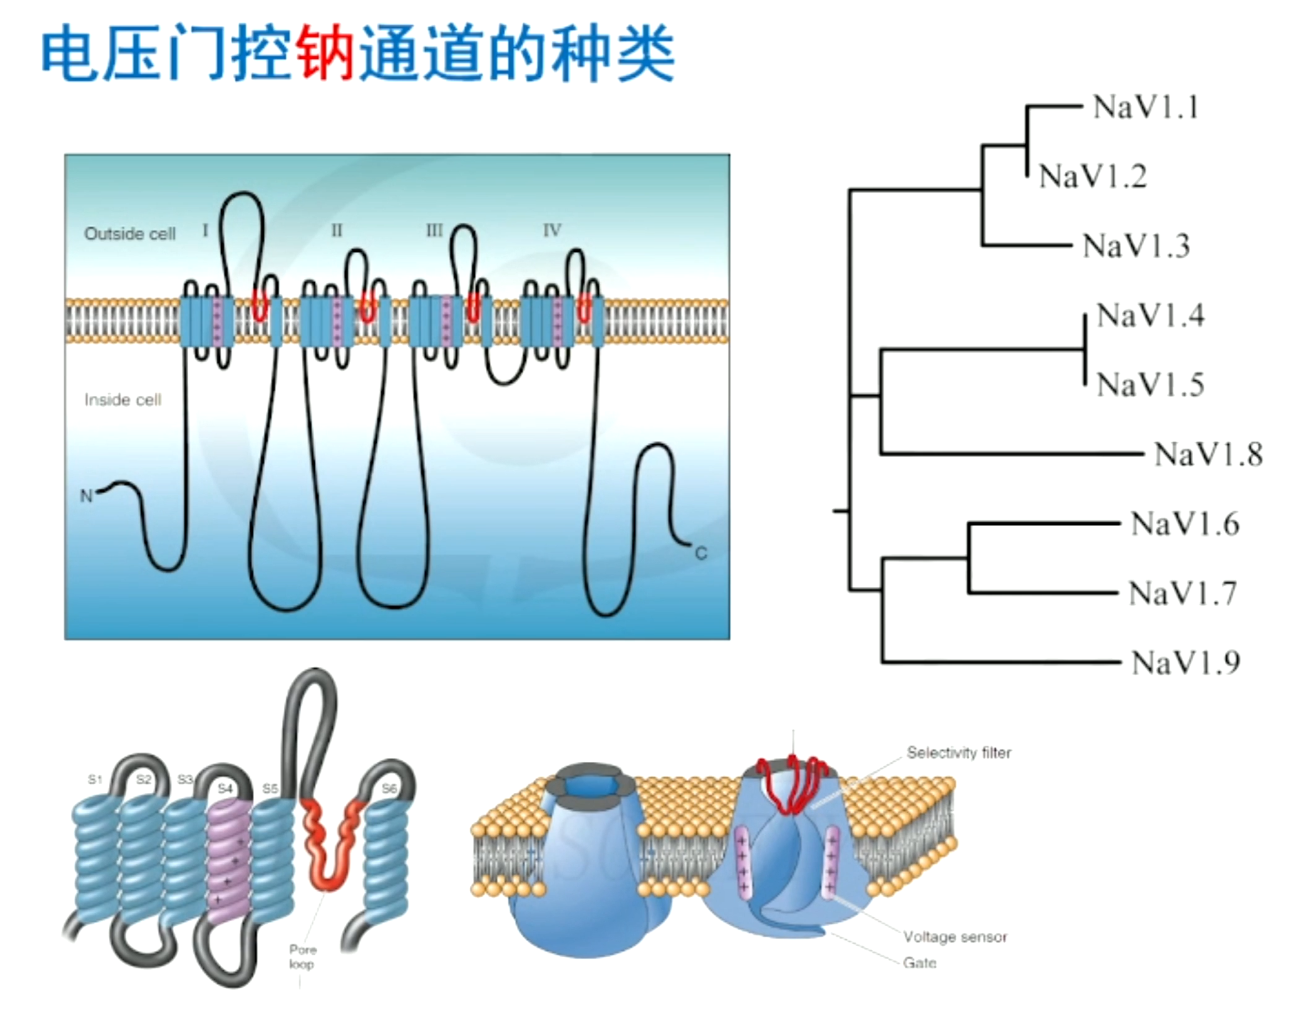 电压门控钠通道的种类
Outside cell
I
II
III
IV
Inside cell
N
C
NaV1.1
NaV1.2
NaV1.3
NaV1.4
NaV1.5
NaV1.8
NaV1.6
NaV1.7
NaV1.9
S1
S2
S3
S4
S5
S6
Pore
loop
Selectivity filter
Voltage sensor
Gate